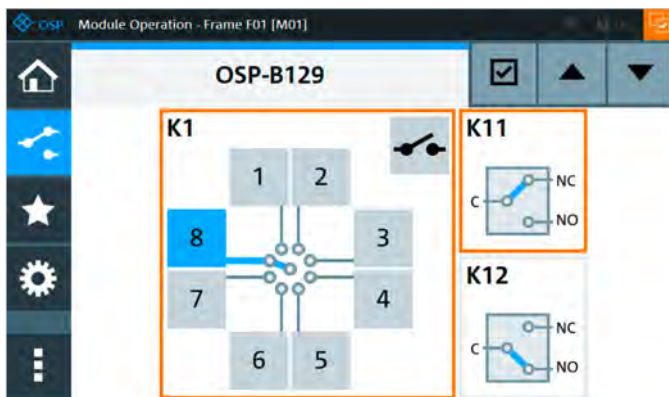 OSP Module Operation - Frame F01 [M01]
OSP-B129
K1
1 2
8 3
7 4
6 5
K11
C NC
NO
K12
NC
C NO